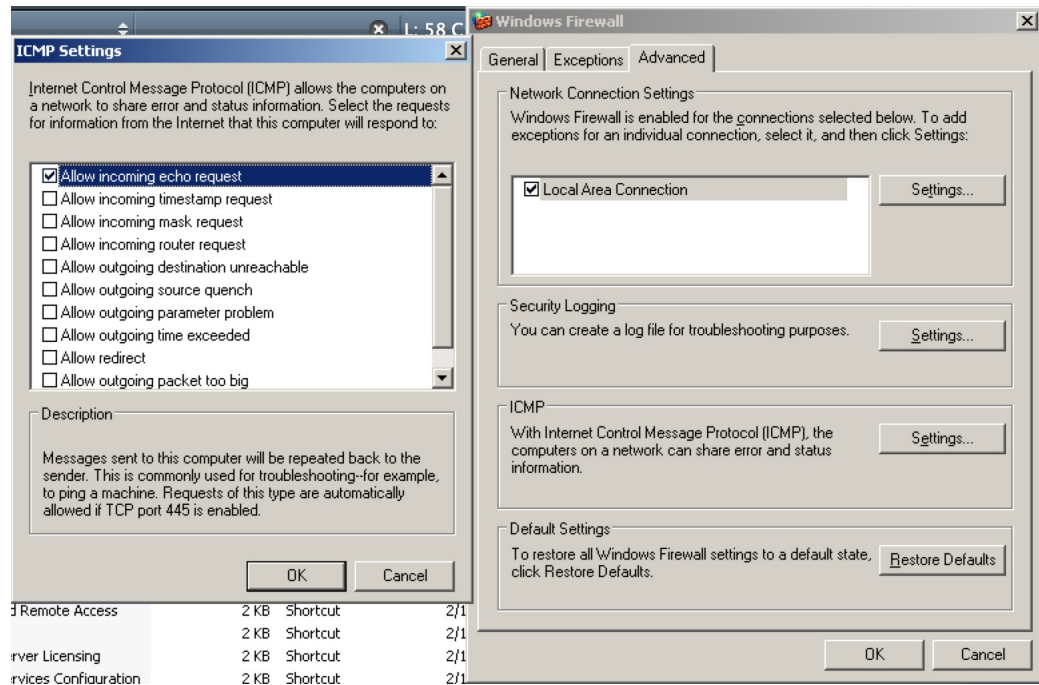 L: 58 C
ICMP Settings
Internet Control Message Protocol (ICMP) allows the computers on
a network to share error and status information. Select the requests
for information from the Internet that this computer will respond to:
Allow incoming echo request
Allow incoming timestamp request
Allow incoming mask request
Allow incoming router request
Allow outgoing destination unreachable
Allow outgoing source quench
Allow outgoing parameter problem
Allow outgoing time exceeded
Allow redirect
Allow outgoing packet too big
Description
Messages sent to this computer will be repeated back to the
sender. This is commonly used for troubleshooting--for example,
to ping a machine. Requests of this type are automatically
allowed if TCP port 445 is enabled.
OK Cancel
d Remote Access 2 KB Shortcut 2/1
2 KB Shortcut 2/1
rver Licensing 2 KB Shortcut 2/1
rvices Configuration 2 KB Shortcut 2/1
Windows Firewall
General Exceptions Advanced
Network Connection Settings
Windows Firewall is enabled for the connections selected below. To add
exceptions for an individual connection, select it, and then click Settings:
Local Area Connection
Settings...
Security Logging
You can create a log file for troubleshooting purposes.
Settings...
ICMP
With Internet Control Message Protocol (ICMP), the
computers on a network can share error and status
information.
Settings...
Default Settings
To restore all Windows Firewall settings to a default state,
click Restore Defaults.
Restore Defaults
OK Cancel